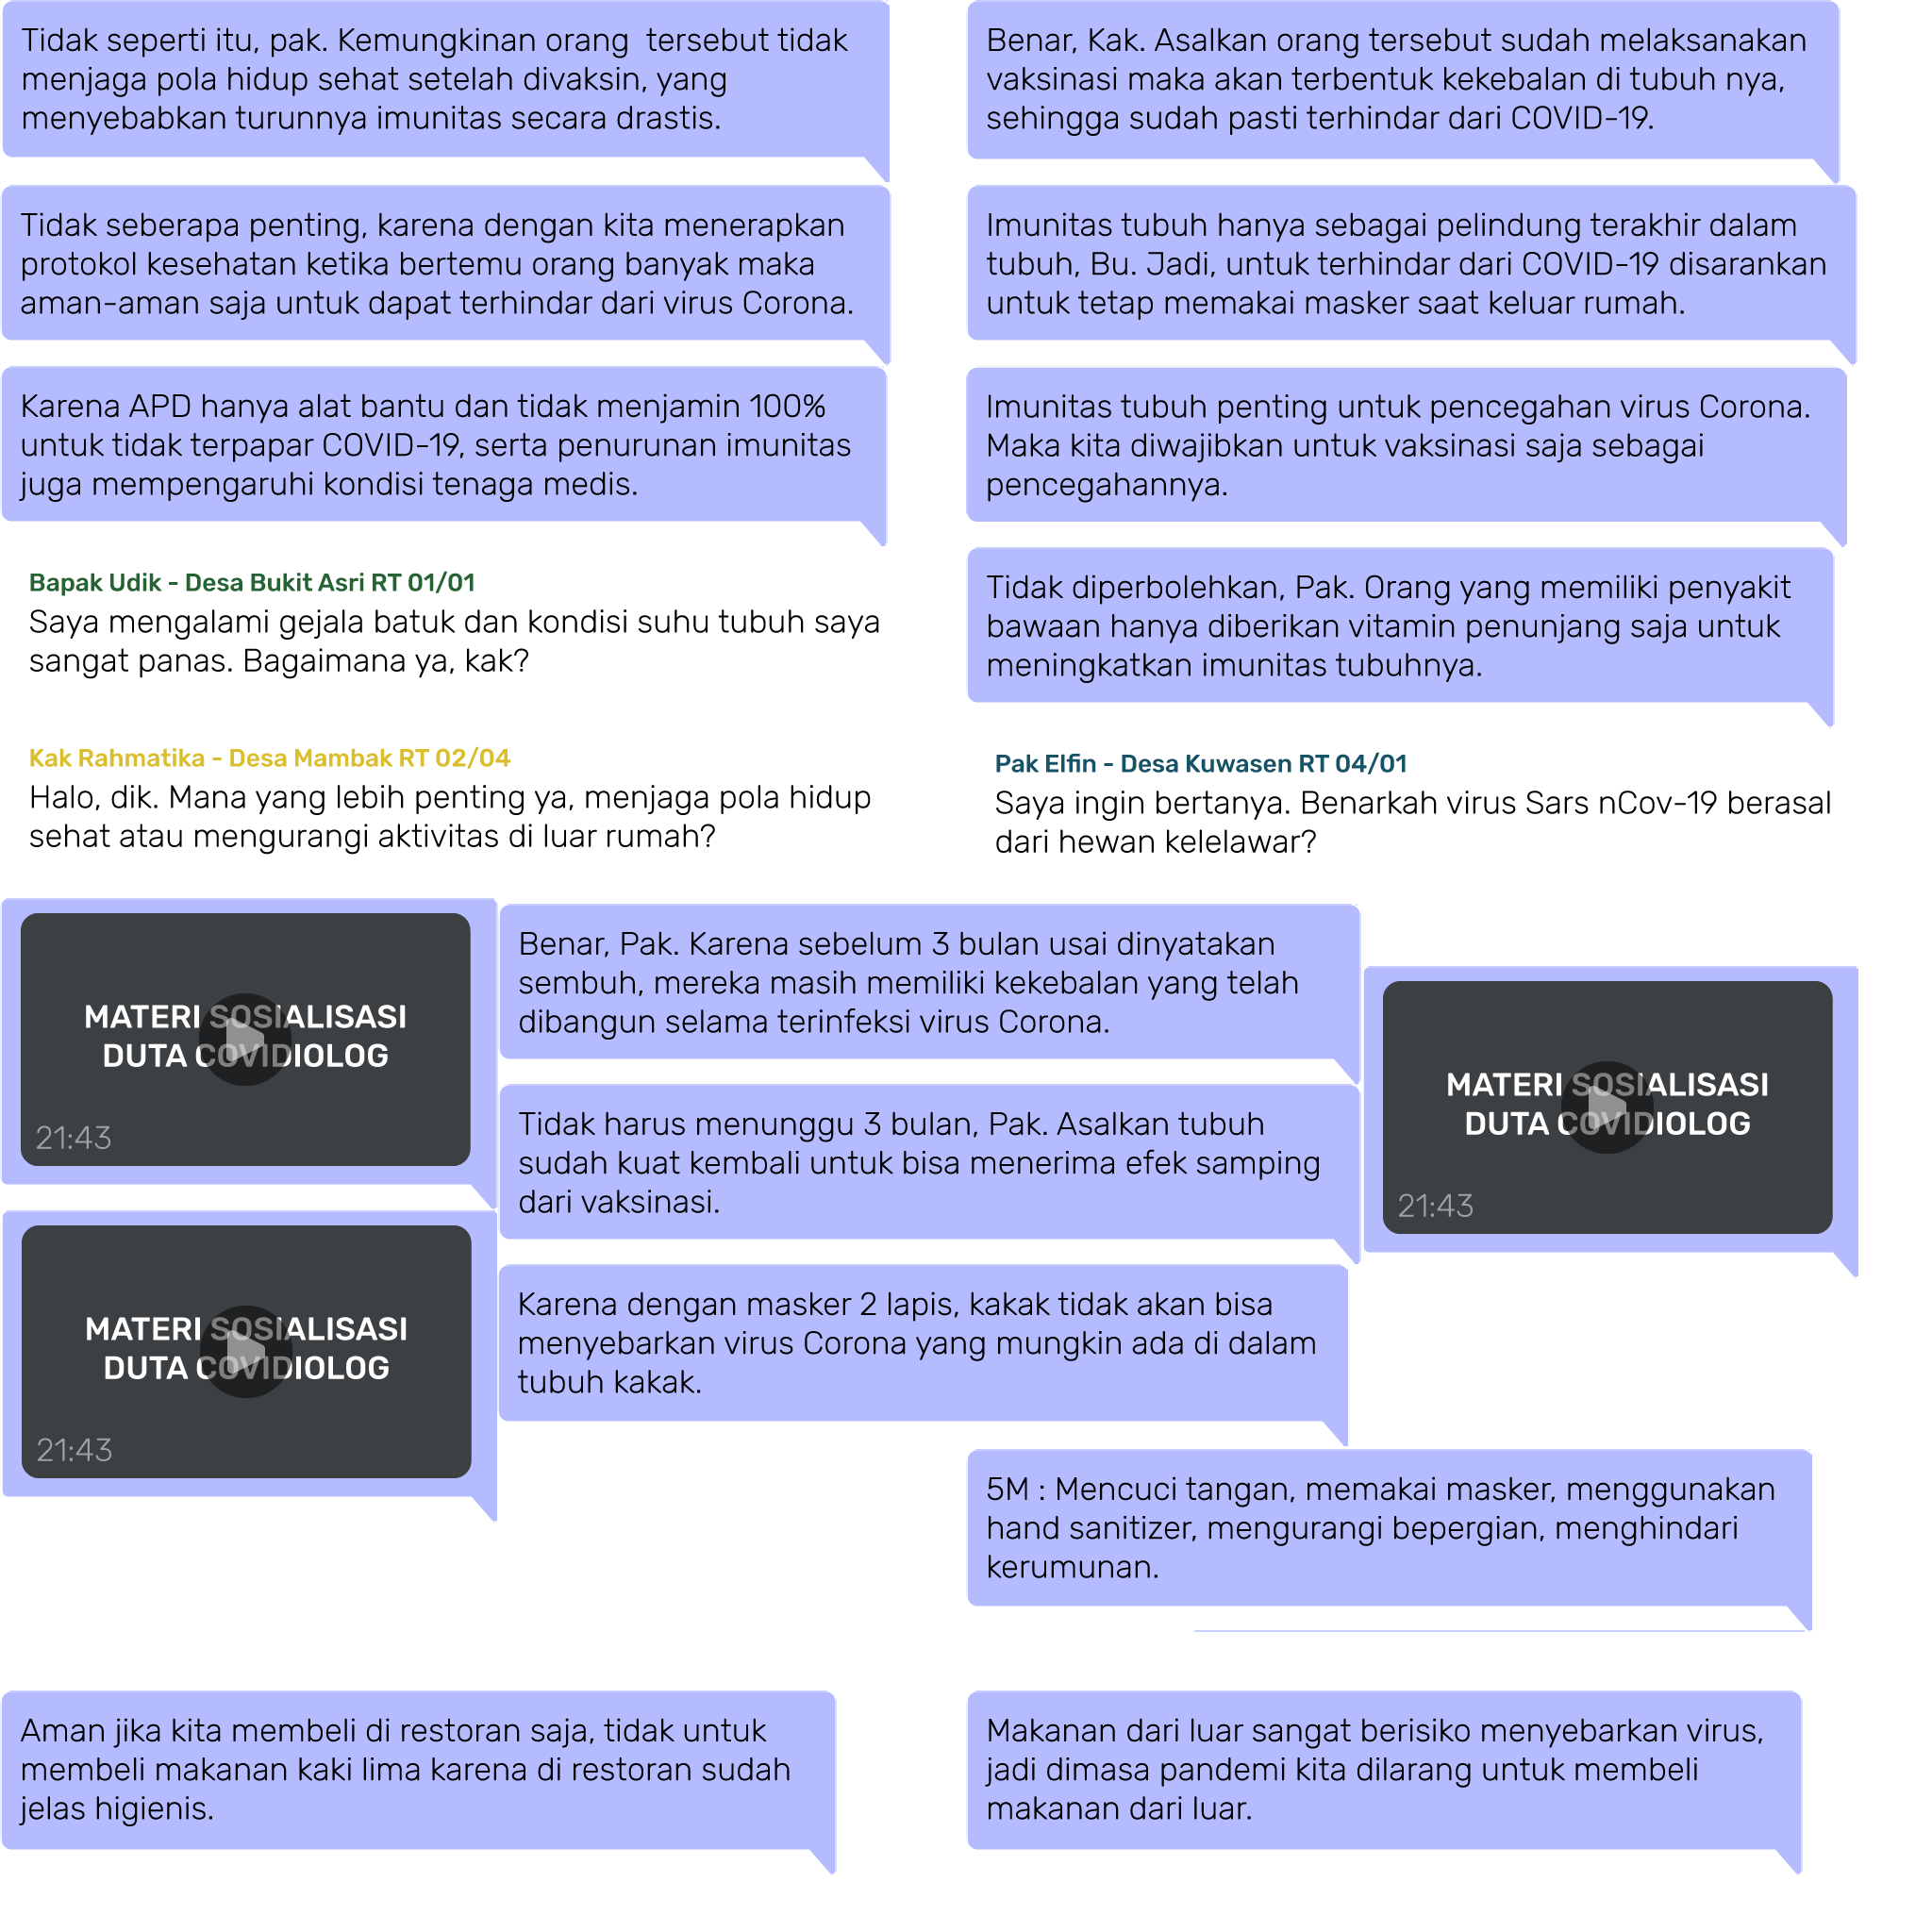 Tidak seperti itu, pak. Kemungkinan orang  tersebut tidak
menjaga pola hidup sehat setelah divaksin, yang
menyebabkan turunnya imunitas secara drastis.
Benar, Kak. Asalkan orang tersebut sudah melaksanakan
vaksinasi maka akan terbentuk kekebalan di tubuh nya,
sehingga sudah pasti terhindar dari COVID-19.
Tidak seberapa penting, karena dengan kita menerapkan
protokol kesehatan ketika bertemu orang banyak maka
aman-aman saja untuk dapat terhindar dari virus Corona.
Imunitas tubuh hanya sebagai pelindung terakhir dalam
tubuh, Bu. Jadi, untuk terhindar dari COVID-19 disarankan
untuk tetap memakai masker saat keluar rumah.
Karena APD hanya alat bantu dan tidak menjamin 100%
untuk tidak terpapar COVID-19, serta penurunan imunitas
juga mempengaruhi kondisi tenaga medis.
Imunitas tubuh penting untuk pencegahan virus Corona.
Maka kita diwajibkan untuk vaksinasi saja sebagai
pencegahannya.
Bapak Udik - Desa Bukit Asri RT 01/01
Saya mengalami gejala batuk dan kondisi suhu tubuh saya
sangat panas. Bagaimana ya, kak?
Tidak diperbolehkan, Pak. Orang yang memiliki penyakit
bawaan hanya diberikan vitamin penunjang saja untuk
meningkatkan imunitas tubuhnya.
Kak Rahmatika - Desa Mambak RT 02/04
Halo, dik. Mana yang lebih penting ya, menjaga pola hidup
sehat atau mengurangi aktivitas di luar rumah?
Pak Elfin - Desa Kuwasen RT 04/01
Saya ingin bertanya. Benarkah virus Sars nCov-19 berasal
dari hewan kelelawar?
MATERI SOSIALISASI
DUTA COVIDIOLOG
21:43
Benar, Pak. Karena sebelum 3 bulan usai dinyatakan
sembuh, mereka masih memiliki kekebalan yang telah
dibangun selama terinfeksi virus Corona.
MATERI SOSIALISASI
DUTA COVIDIOLOG
21:43
Tidak harus menunggu 3 bulan, Pak. Asalkan tubuh
sudah kuat kembali untuk bisa menerima efek samping
dari vaksinasi.
MATERI SOSIALISASI
DUTA COVIDIOLOG
21:43
Karena dengan masker 2 lapis, kakak tidak akan bisa
menyebarkan virus Corona yang mungkin ada di dalam
tubuh kakak.
5M : Mencuci tangan, memakai masker, menggunakan
hand sanitizer, mengurangi bepergian, menghindari
kerumunan.
Aman jika kita membeli di restoran saja, tidak untuk
membeli makanan kaki lima karena di restoran sudah
jelas higienis.
Makanan dari luar sangat berisiko menyebarkan virus,
jadi dimasa pandemi kita dilarang untuk membeli
makanan dari luar.